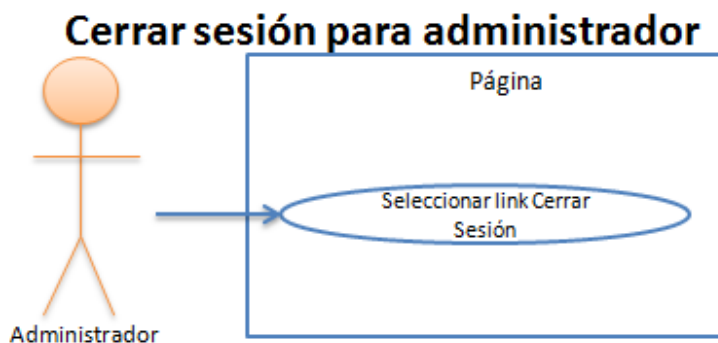 Cerrar sesión para administrador
Página
Seleccionar link Cerrar
Sesión
Administrador